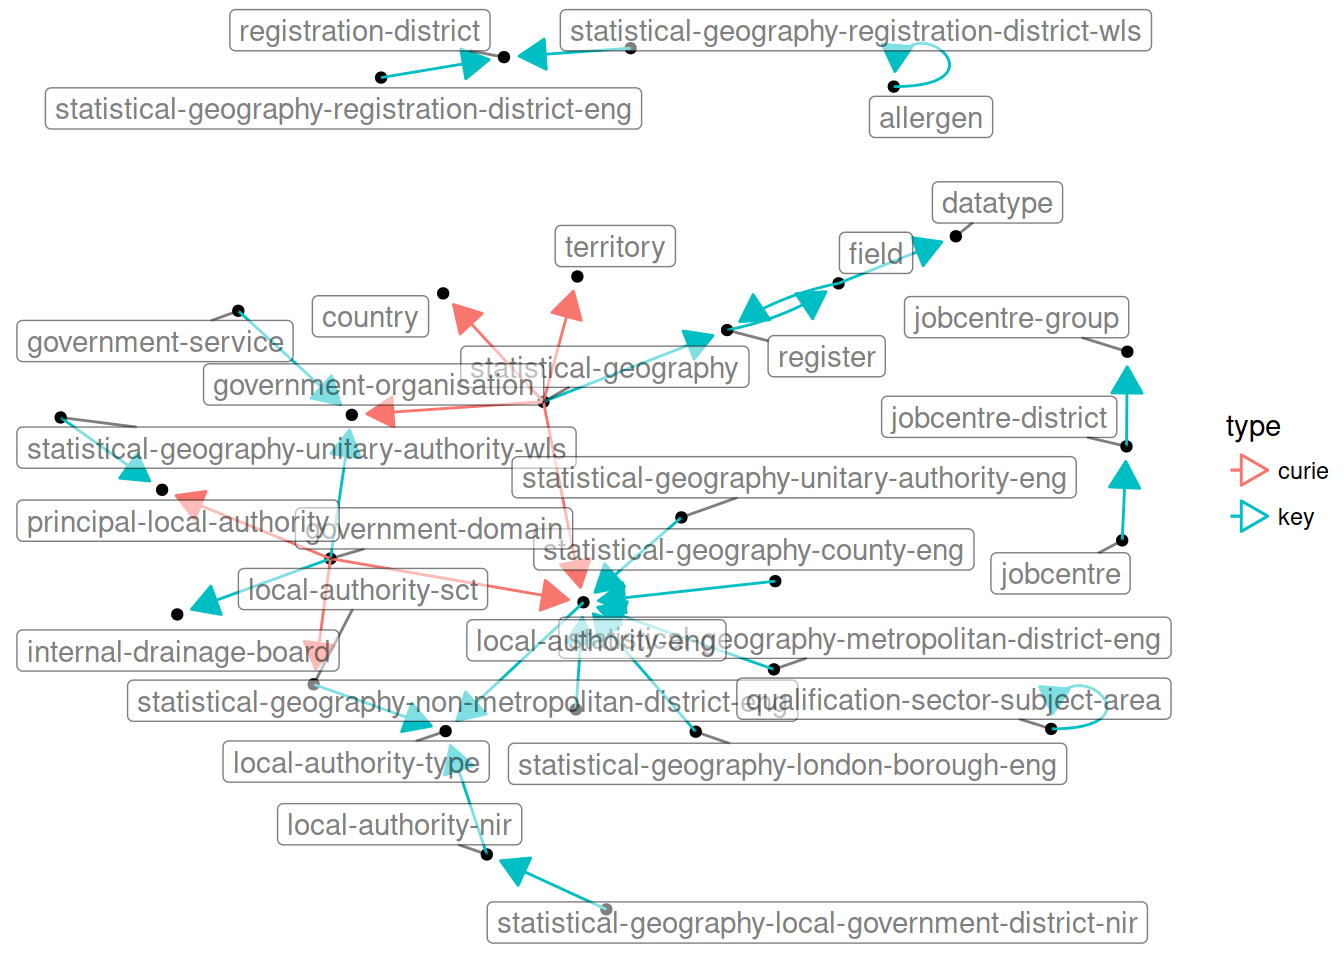 registration-district
statistical-geography-registration-district-wls
statistical-geography-registration-district-eng
allergen
datatype
territory
field
country
jobcentre-group
government-service
statistical-geography
register
government-organisation
jobcentre-district
type
statistical-geography-unitary-authority-wls
curie
statistical-geography-unitary-authority-eng
key
principal-local-authority
government-domain
statistical-geography-county-eng
jobcentre
local-authority-sct
local-authority-eng
statistical-geography-metropolitan-district-eng
internal-drainage-board
statistical-geography-non-metropolitan-district-eng
qualification-sector-subject-area
local-authority-type
statistical-geography-london-borough-eng
local-authority-nir
statistical-geography-local-government-district-nir